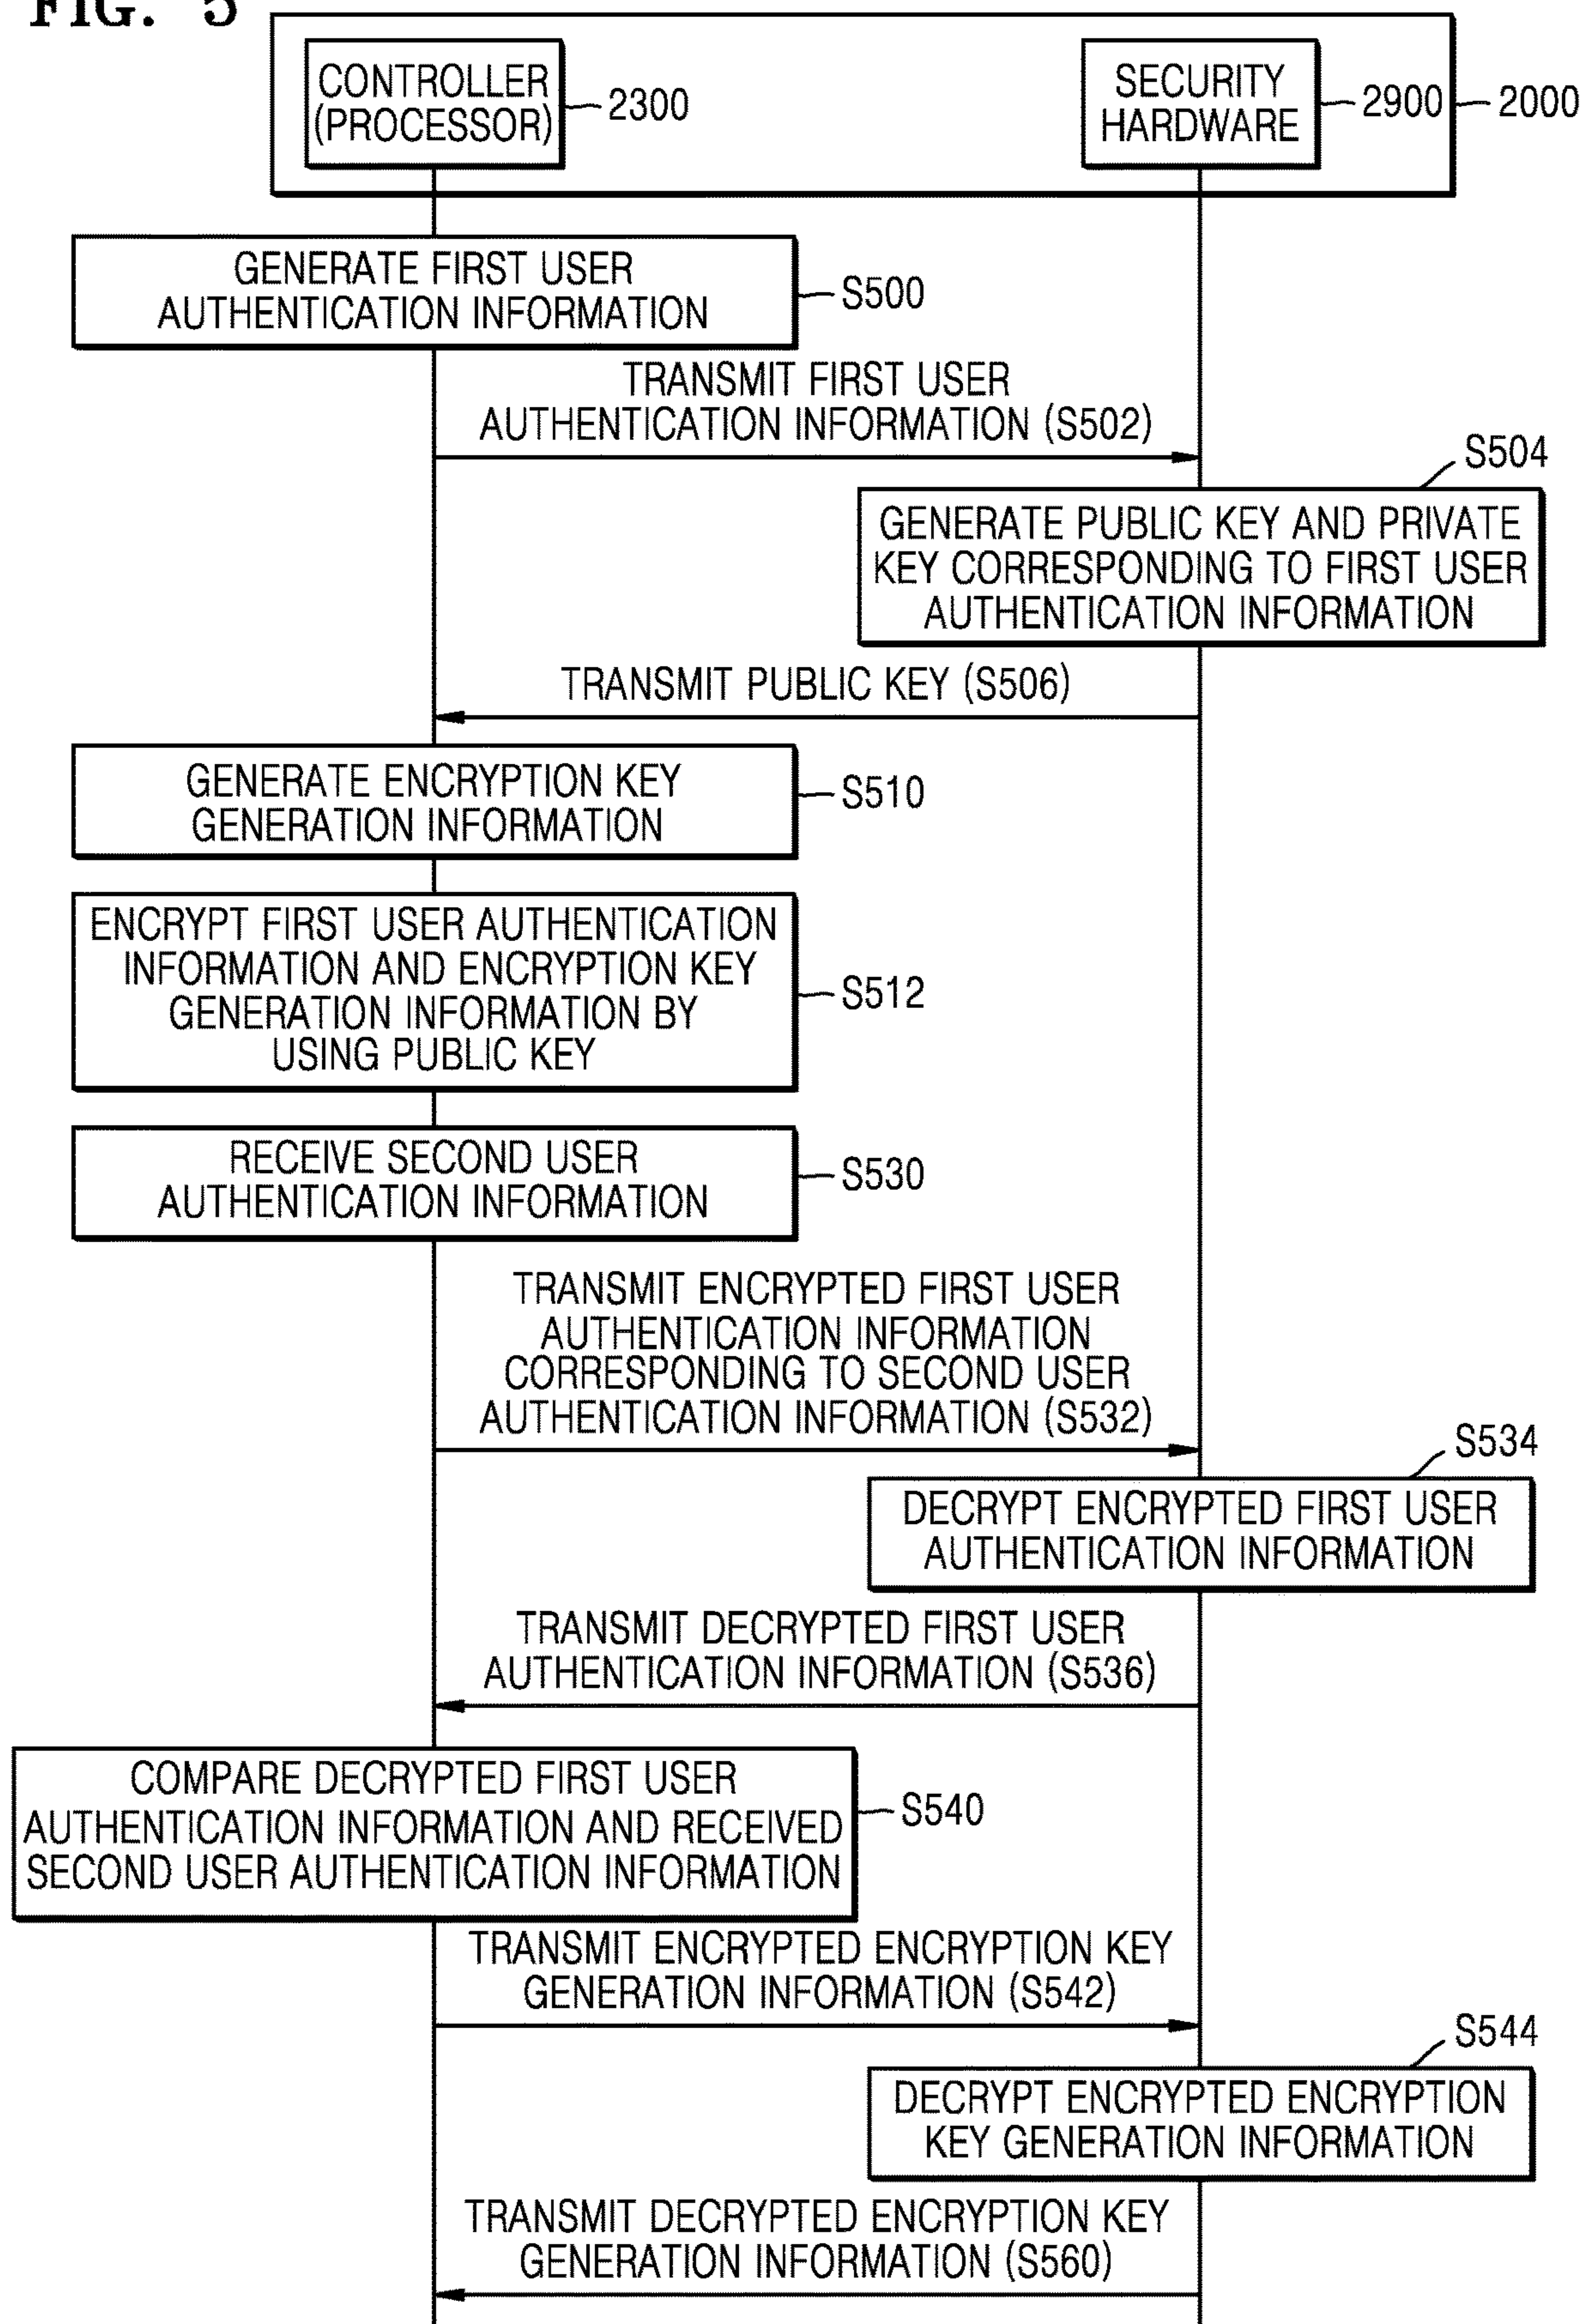 FIG. 5
CONTROLLER
(PROCESSOR)
2300
SECURITY
HARDWARE
2900
2000
GENERATE FIRST USER
AUTHENTICATION INFORMATION
S500
TRANSMIT FIRST USER
AUTHENTICATION INFORMATION (S502)
S504
GENERATE PUBLIC KEY AND PRIVATE
KEY CORRESPONDING TO FIRST USER
AUTHENTICATION INFORMATION
TRANSMIT PUBLIC KEY (S506)
GENERATE ENCRYPTION KEY
GENERATION INFORMATION
S510
ENCRYPT FIRST USER AUTHENTICATION
INFORMATION AND ENCRYPTION KEY
GENERATION INFORMATION BY
USING PUBLIC KEY
S512
RECEIVE SECOND USER
AUTHENTICATION INFORMATION
S530
TRANSMIT ENCRYPTED FIRST USER
AUTHENTICATION INFORMATION
CORRESPONDING TO SECOND USER
AUTHENTICATION INFORMATION (S532)
S534
DECRYPT ENCRYPTED FIRST USER
AUTHENTICATION INFORMATION
TRANSMIT DECRYPTED FIRST USER
AUTHENTICATION INFORMATION (S536)
COMPARE DECRYPTED FIRST USER
AUTHENTICATION INFORMATION AND RECEIVED
SECOND USER AUTHENTICATION INFORMATION
S540
TRANSMIT ENCRYPTED ENCRYPTION KEY
GENERATION INFORMATION (S542)
S544
DECRYPT ENCRYPTED ENCRYPTION
KEY GENERATION INFORMATION
TRANSMIT DECRYPTED ENCRYPTION KEY
GENERATION INFORMATION (S560)